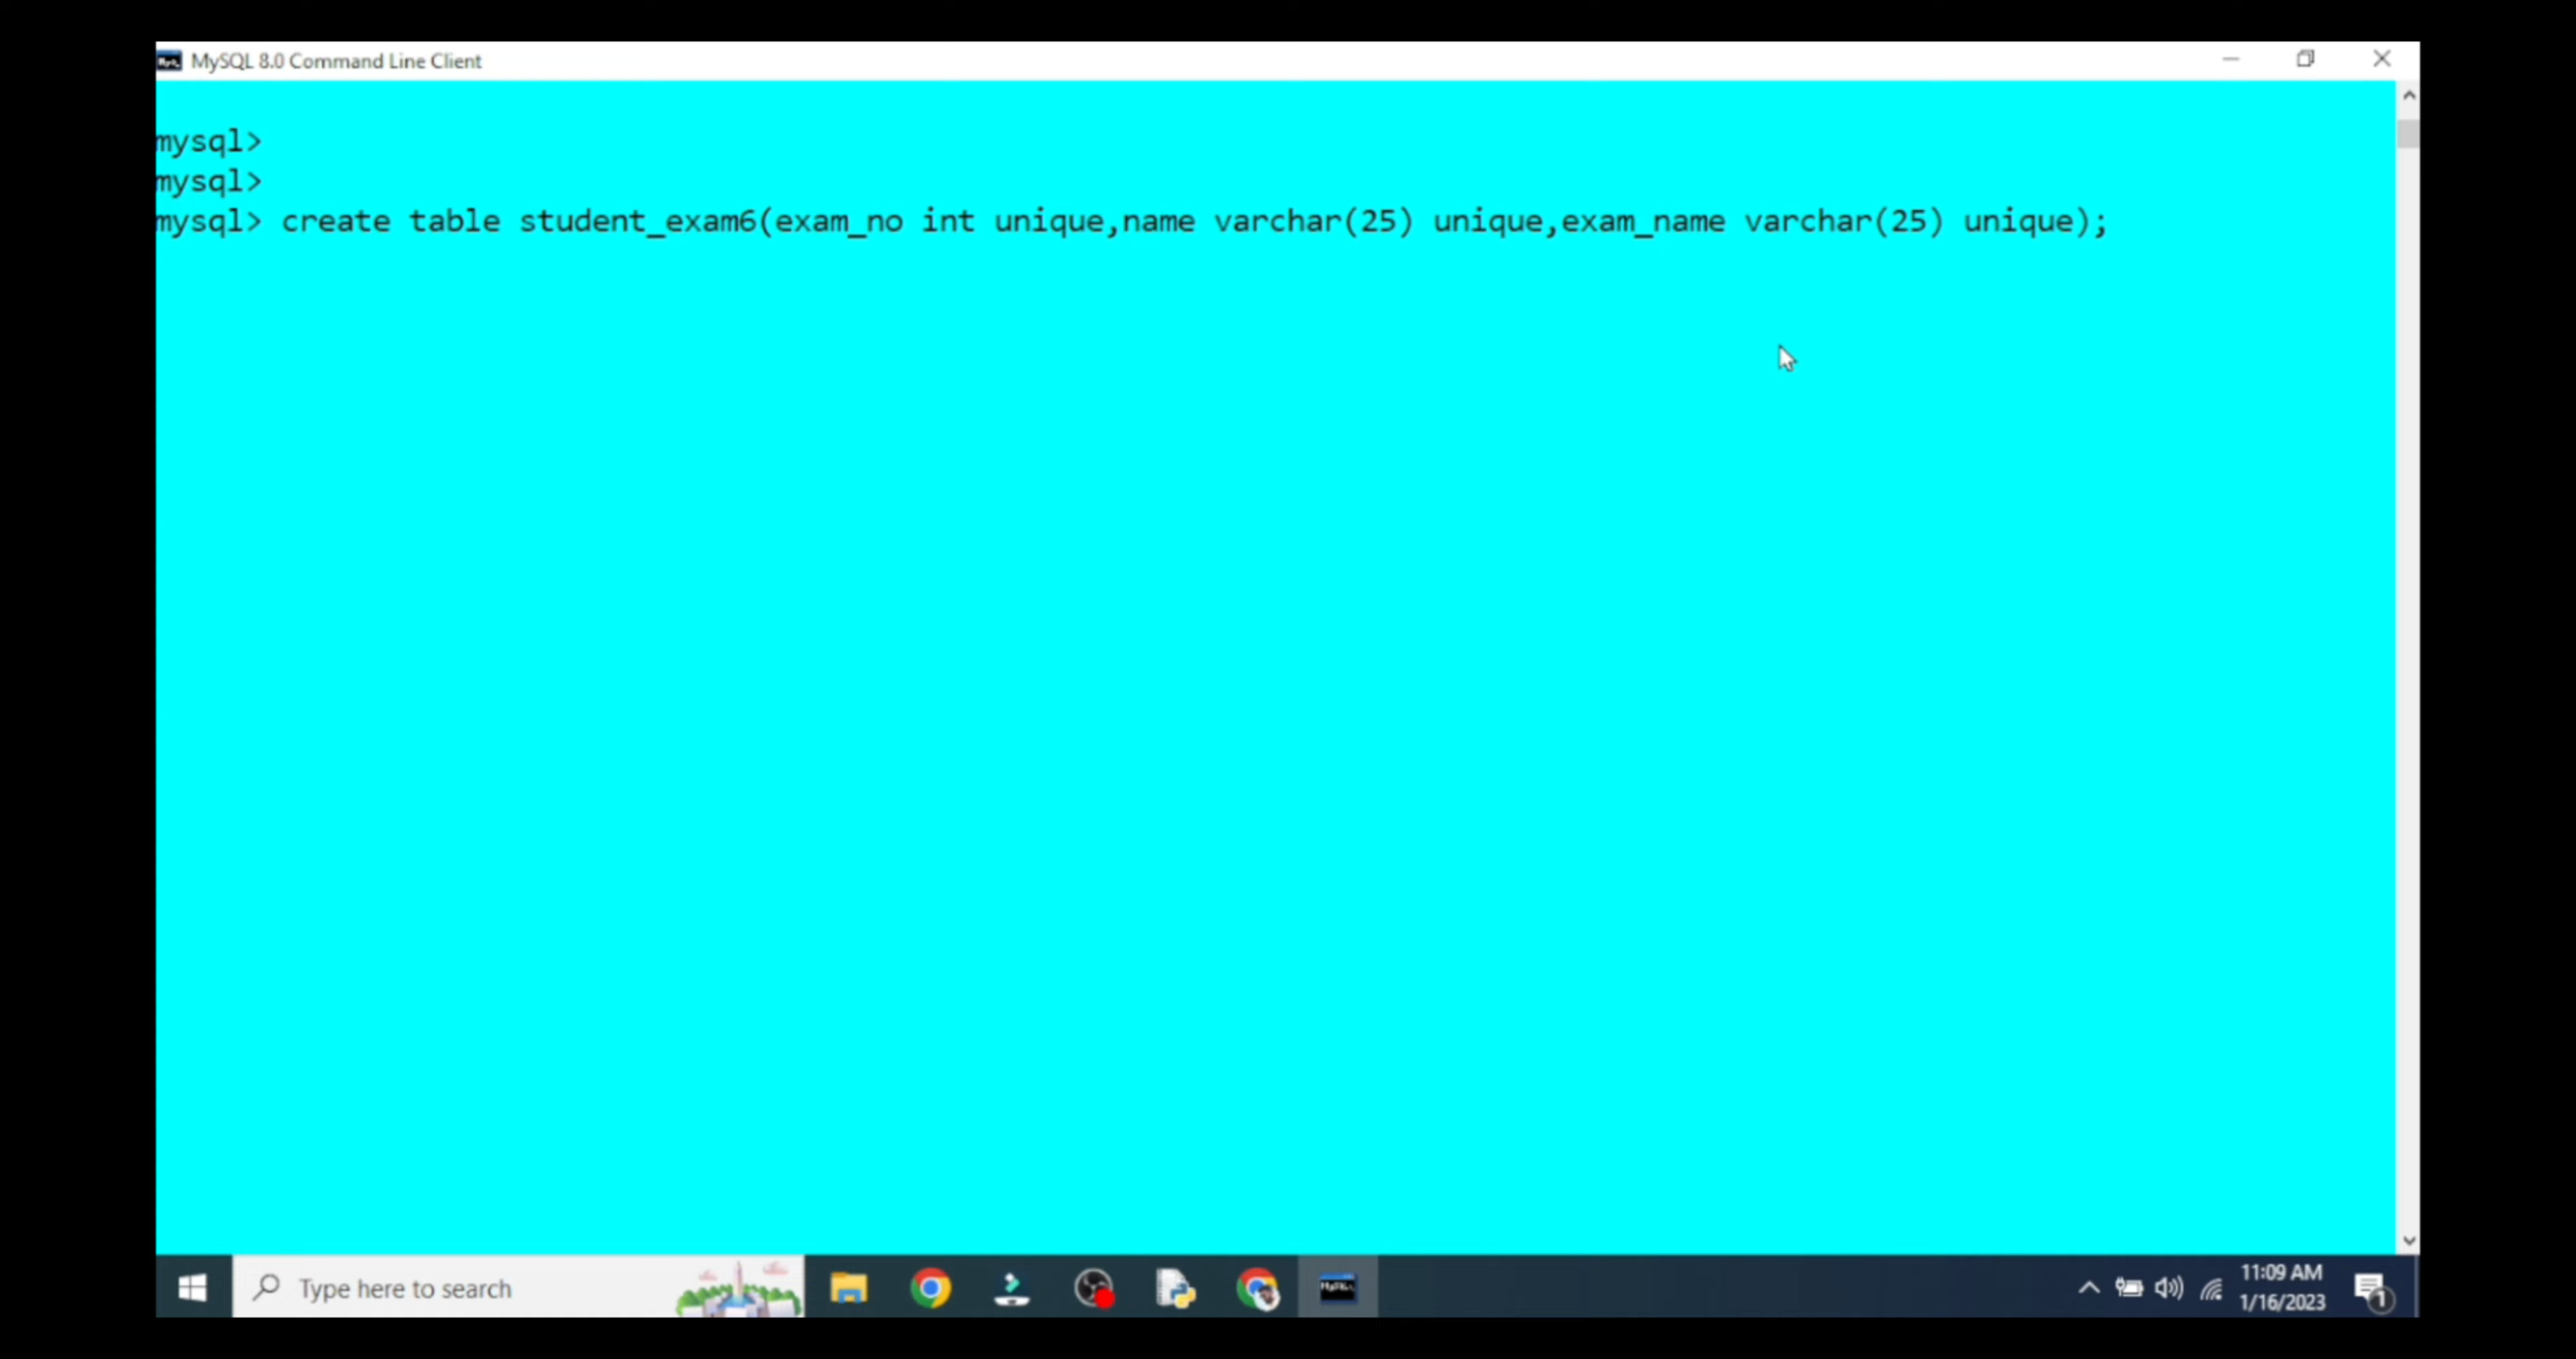 MySQL 8.0 Command Line Client
mysql>
mysql>
mysql> create table student_exam6(exam_no int unique,name varchar(25) unique,exam_name varchar(25) unique);
Type here to search
11:09 AM
1/16/2023
1